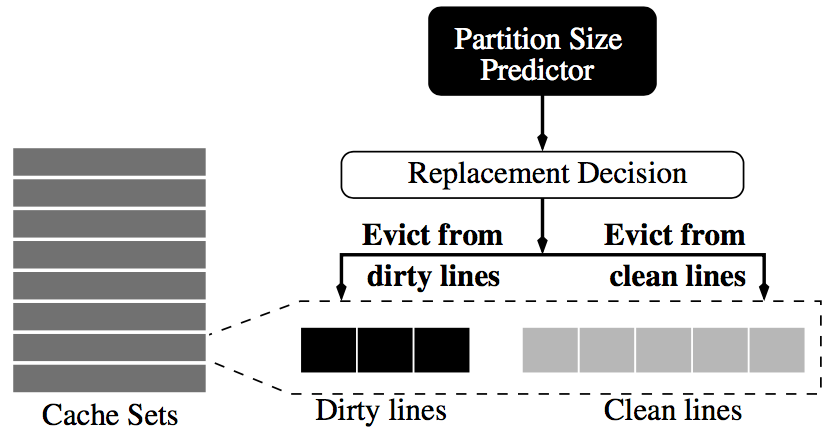 Partition Size
Predictor
Replacement Decision
Evict from
dirty lines
Evict from
clean lines
Cache Sets
Dirty lines
Clean lines